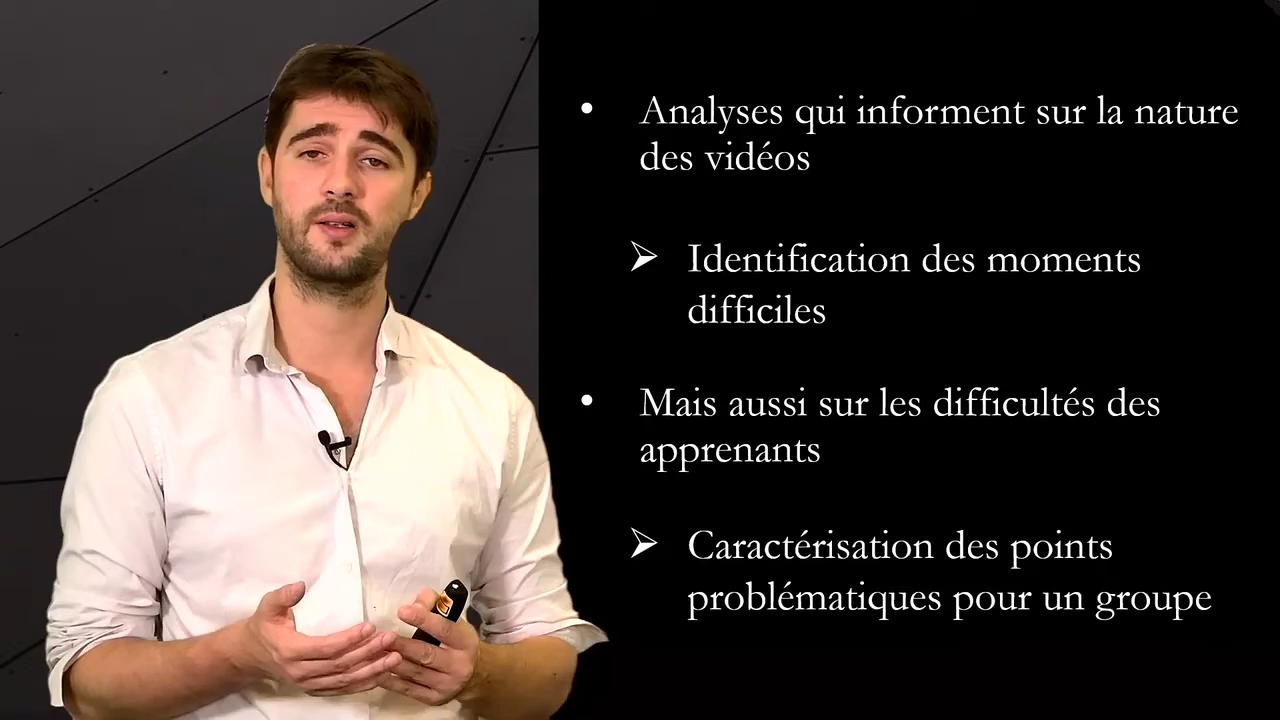 • Analyses qui informent sur la nature
des vidéos
➢ Identification des moments
difficiles
• Mais aussi sur les difficultés des
apprenants
➢ Caractérisation des points
problématiques pour un groupe